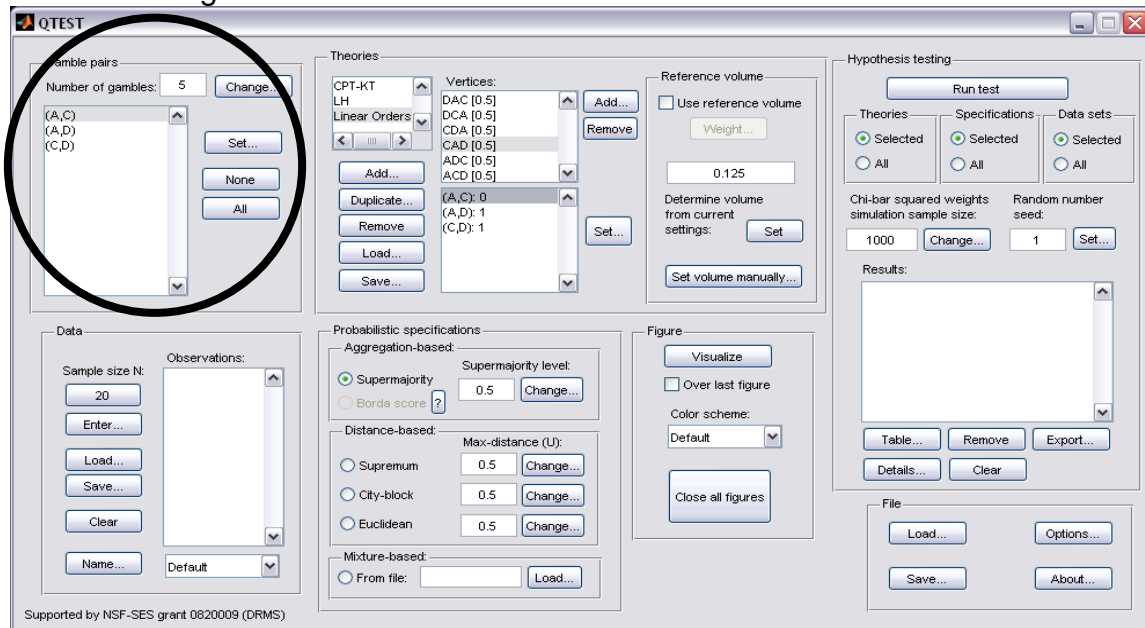 QTEST
Gamble pairs
Number of gambles: 5 Change...
(A,C)
(A,D)
(C,D)
Set...
None
All
Theories
CPT-KT
LH
Linear Orders
Add...
Duplicate...
Remove
Load...
Save...
Vertices:
DAC [0.5]
DCA [0.5]
CDA [0.5]
CAD [0.5]
ADC [0.5]
ACD [0.5]
Add...
Remove
(A,C): 0
(A,D): 1
(C,D): 1
Set...
Reference volume
Use reference volume
Weight...
0.125
Determine volume
from current
settings: Set
Set volume manually...
Hypothesis testing
Run test
Theories
Selected
All
Specifications
Selected
All
Data sets
Selected
All
Chi-bar squared weights
simulation sample size:
1000 Change...
Random number
seed:
1 Set...
Results:
Table... Remove Export...
Details... Clear
Data
Sample size N:
20
Enter...
Load...
Save...
Clear
Name...
Observations:
Default
Probabilistic specifications
Aggregation-based:
Supermajority level:
Supermajority 0.5 Change...
Borda score ?
Distance-based:
Max-distance (U):
Supremum 0.5 Change...
City-block 0.5 Change...
Euclidean 0.5 Change...
Mixture-based:
From file: Load...
Figure
Visualize
Over last figure
Color scheme:
Default
Close all figures
File
Load... Options...
Save... About...
Supported by NSF-SES grant 0820009 (DRMS)